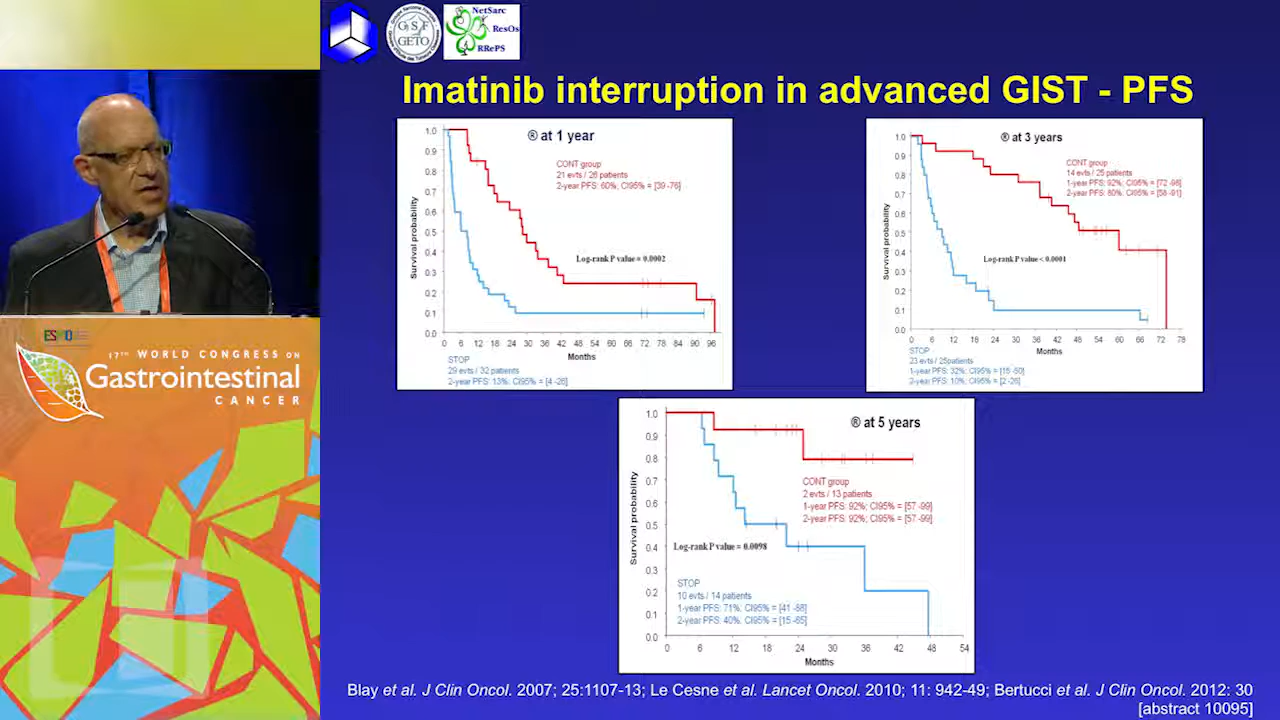 NetSarc
ResOs
RRePS
GSF
GETO
Imatinib interruption in advanced GIST - PFS
® at 1 year
CONT group
21 evts / 26 patients
2-year PFS: 60%; CI95% = [39 -76]
Log-rank P value = 0.0002
Survival probability
1.0
0.9
0.8
0.7
0.6
0.5
0.4
0.3
0.2
0.1
0.0
0 6 12 18 24 30 36 42 48 54 60 66 72 78 84 90 96
Months
STOP
29 evts / 32 patients
2-year PFS: 13%; CI95% = [4 -26]
® at 3 years
CONT group
14 evts / 25 patients
1-year PFS: 92%; CI95% = [72 -98]
2-year PFS: 80%; CI95% = [58 -91]
Log-rank P value < 0.0001
Survival probability
1.0
0.9
0.8
0.7
0.6
0.5
0.4
0.3
0.2
0.1
0.0
0 6 12 18 24 30 36 42 48 54 60 66 72 78
Months
STOP
23 evts / 25patients
1-year PFS: 32%; CI95% = [15 -50]
2-year PFS: 10%; CI95% = [2 -26]
® at 5 years
CONT group
2 evts / 13 patients
1-year PFS: 92%; CI95% = [57 -99]
2-year PFS: 92%; CI95% = [57 -99]
Log-rank P value = 0.0098
Survival probability
1.0
0.9
0.8
0.7
0.6
0.5
0.4
0.3
0.2
0.1
0.0
STOP
10 evts / 14 patients
1-year PFS: 71%; CI95% = [41 -88]
2-year PFS: 40%; CI95% = [15 -65]
0 6 12 18 24 30 36 42 48 54
Months
Blay et al. J Clin Oncol. 2007; 25:1107-13; Le Cesne et al. Lancet Oncol. 2010; 11: 942-49; Bertucci et al. J Clin Oncol. 2012: 30
[abstract 10095]
ESMO
17TH WORLD CONGRESS ON
Gastrointestinal
CANCER